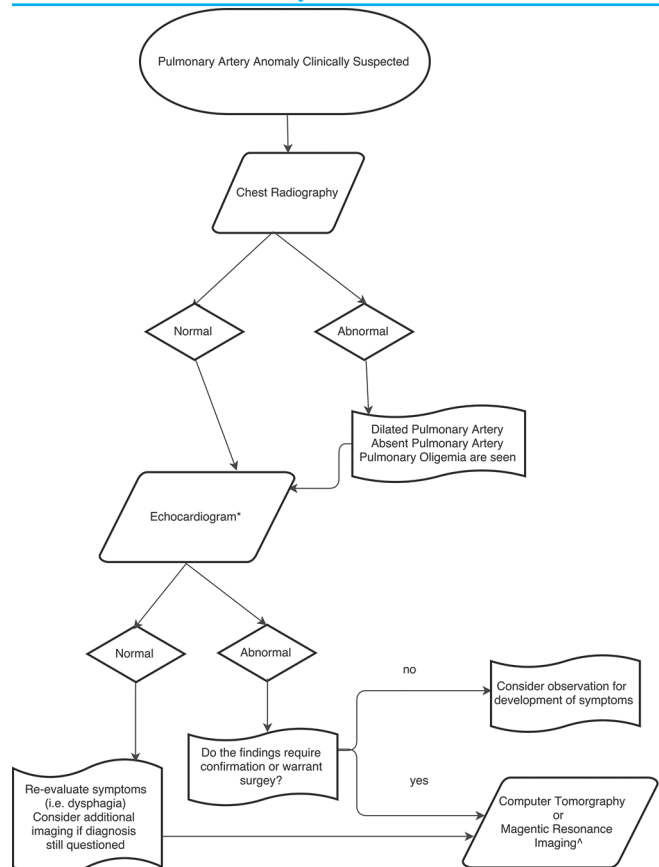 Pulmonary Artery Anomaly Clinically Suspected
Chest Radiography
Normal
Abnormal
Dilated Pulmonary Artery
Absent Pulmonary Artery
Pulmonary Oligemia are seen
Echocardiogram*
Normal
Abnormal
no
Consider observation for
development of symptoms
Do the findings require
confirmation or warrant
surgey?
yes
Re-evaluate symptoms
(i.e. dysphagia)
Consider additional
imaging if diagnosis
still questioned
Computer Tomorgraphy
or
Magentic Resonance
Imaging^